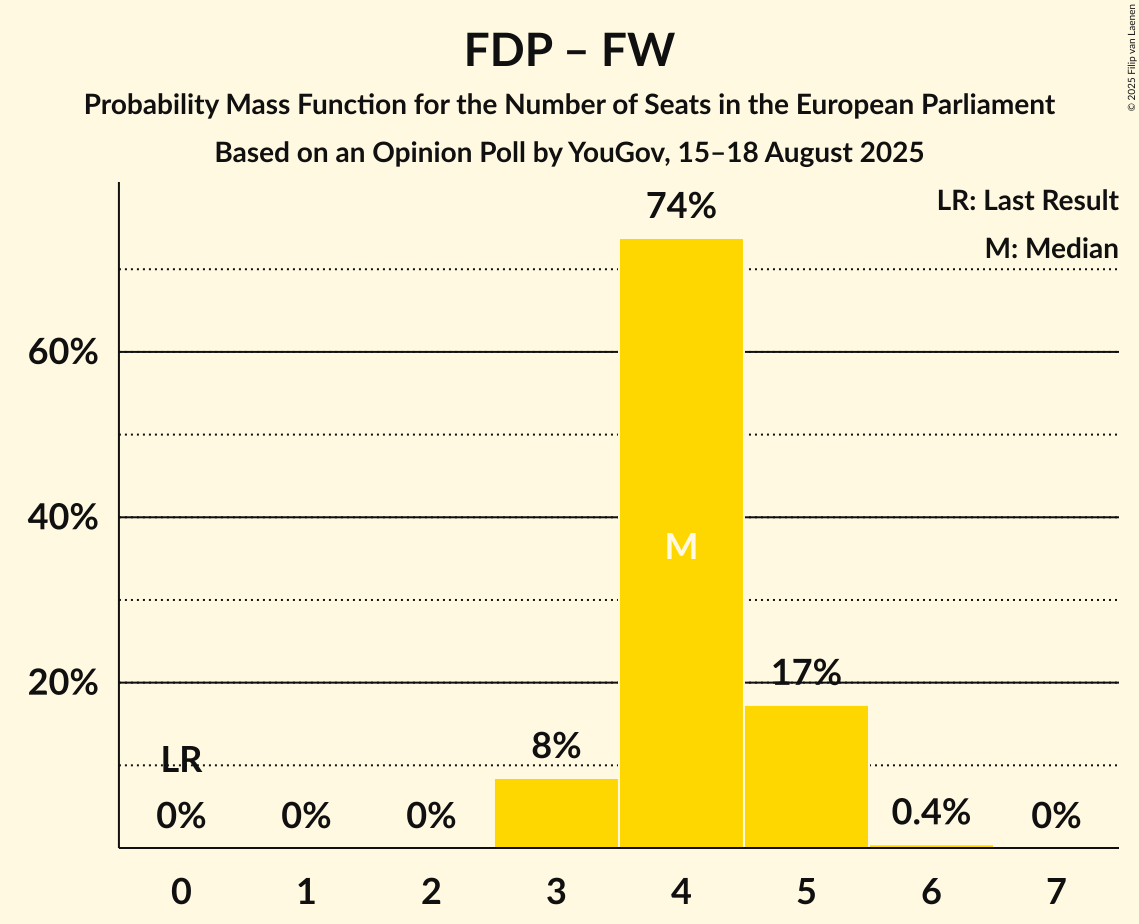 FDP – FW
Probability Mass Function for the Number of Seats in the European Parliament
Based on an Opinion Poll by YouGov, 15–18 August 2025
© 2025 Filip van Laenen
LR: Last Result
M: Median
74%
60%
40%
M
20%
17%
8%
LR
0%
0%
0%
0.4%
0%
0 1 2 3 4 5 6 7